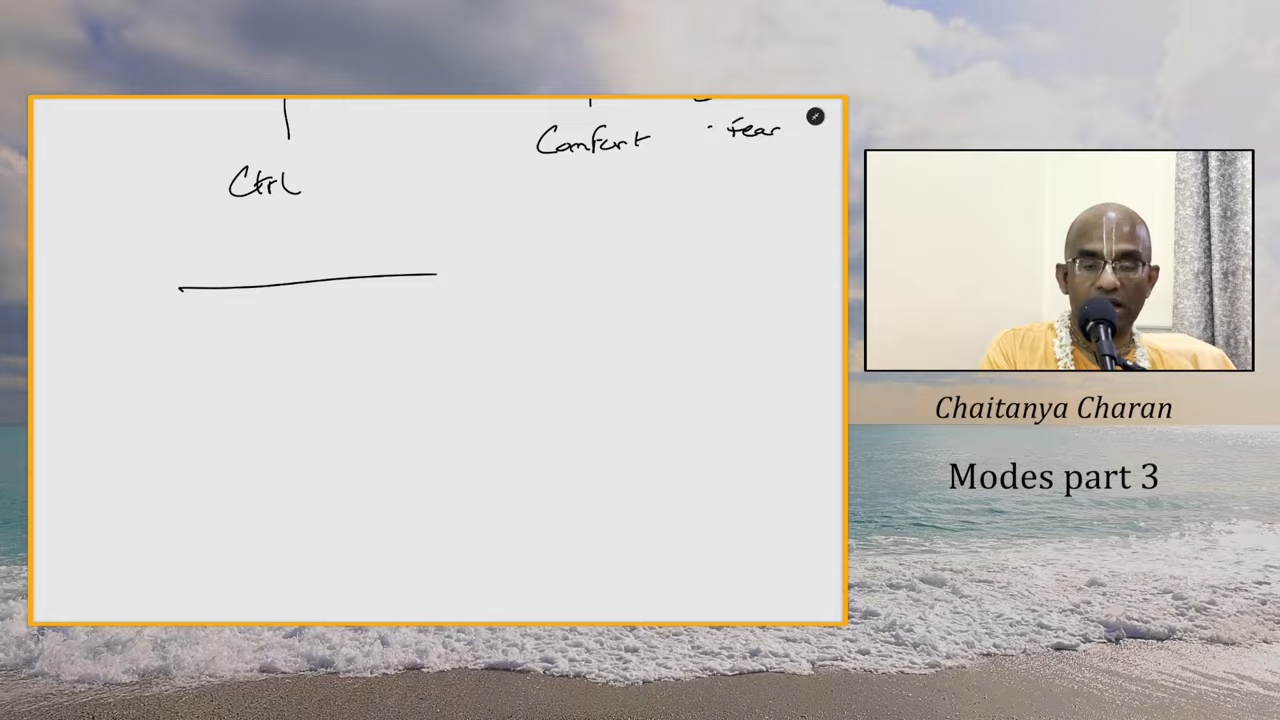 Comfort
· fear
Ctrl
Chaitanya Charan
Modes part 3